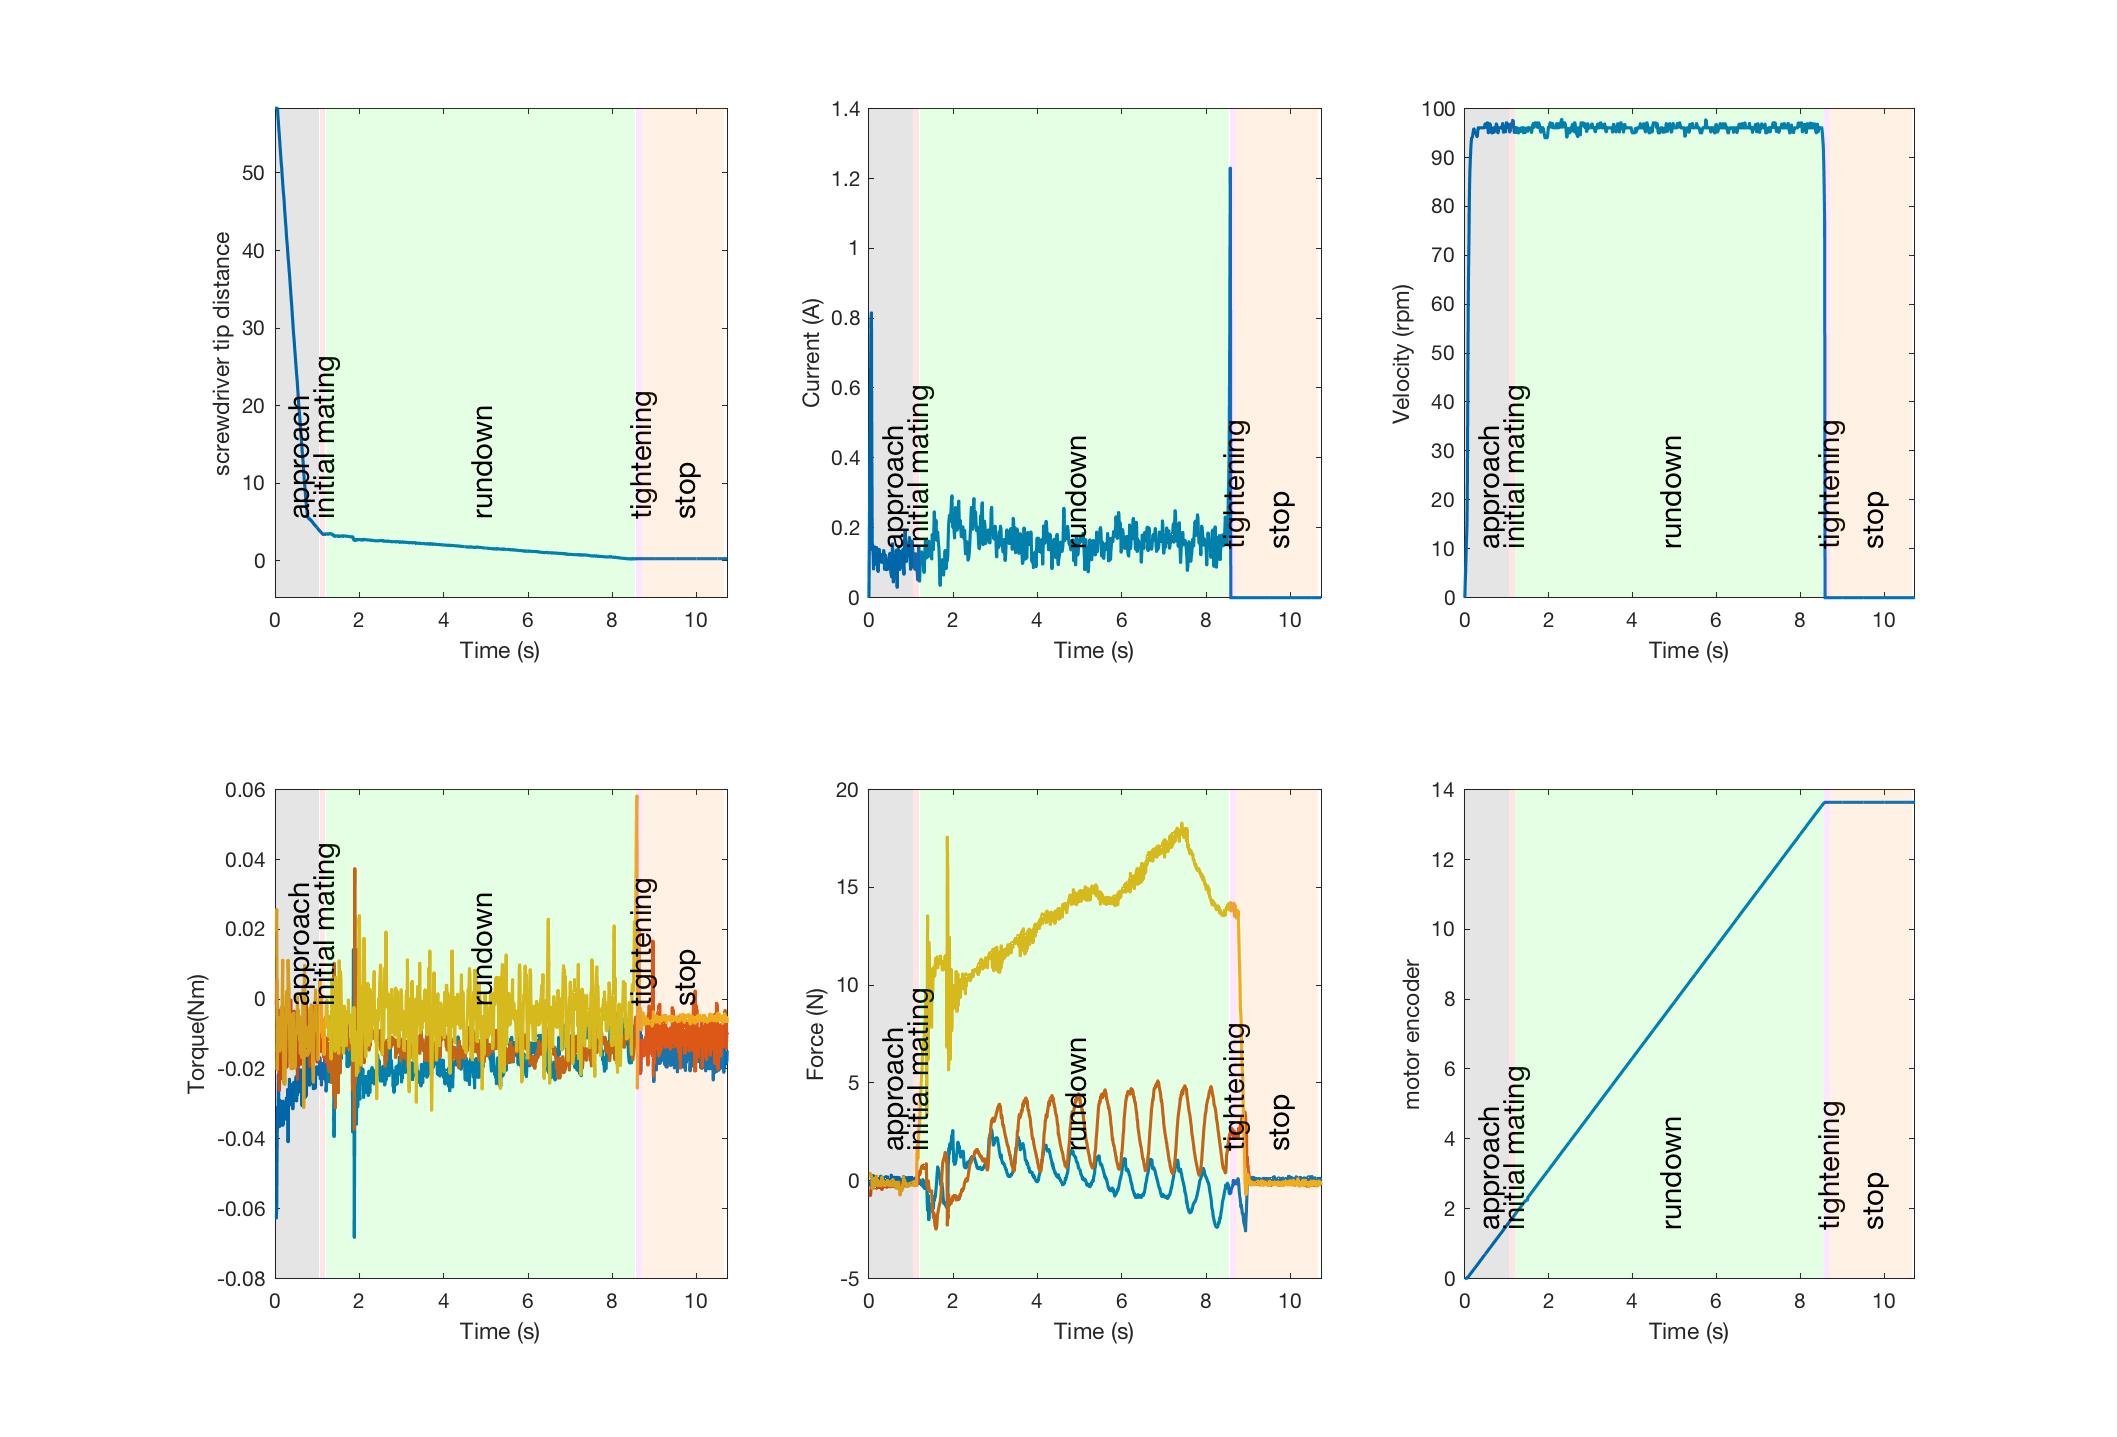 screwdriver tip distance
50
40
30
20
10
0
approach
initial mating
rundown
tightening
stop
0 2 4 6 8 10
Time (s)
Current (A)
1.4
1.2
1
0.8
0.6
0.4
0.2
0
approach
initial mating
rundown
tightening
stop
0 2 4 6 8 10
Time (s)
Velocity (rpm)
100
90
80
70
60
50
40
30
20
10
0
approach
initial mating
rundown
tightening
stop
0 2 4 6 8 10
Time (s)
Torque(Nm)
0.06
0.04
0.02
0
-0.02
-0.04
-0.06
-0.08
approach
initial mating
rundown
tightening
stop
0 2 4 6 8 10
Time (s)
Force (N)
20
15
10
5
0
-5
approach
initial mating
rundown
tightening
stop
0 2 4 6 8 10
Time (s)
motor encoder
14
12
10
8
6
4
2
0
approach
initial mating
rundown
tightening
stop
0 2 4 6 8 10
Time (s)